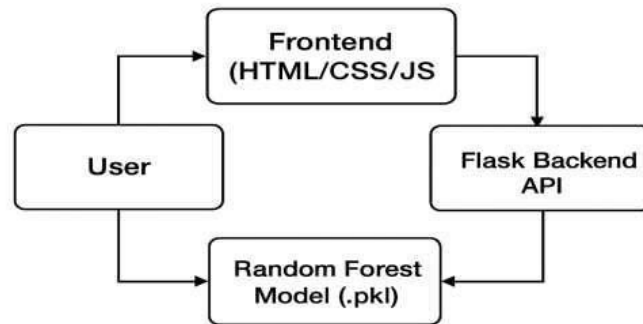 Frontend
(HTML/CSS/JS
User
Flask Backend
API
Random Forest
Model (.pkl)